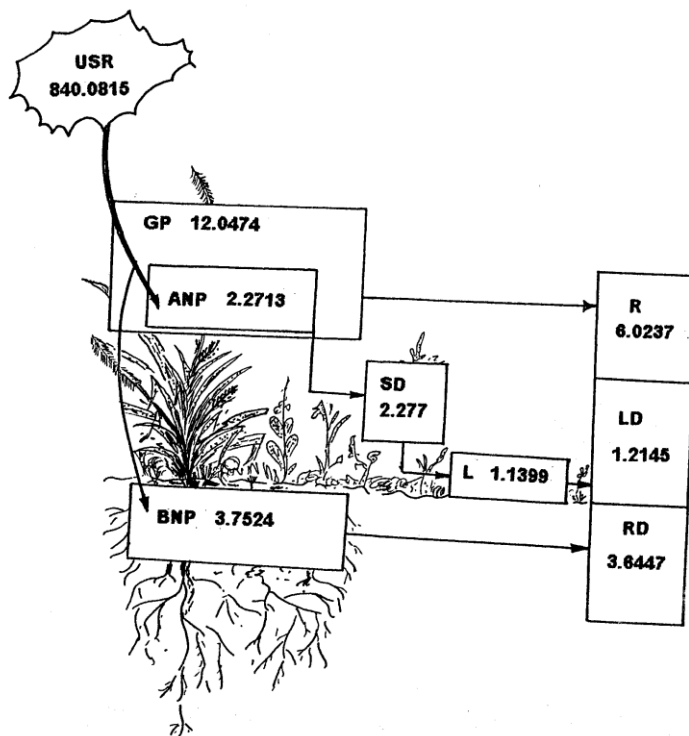 USR
840.0815
GP 12.0474
ANP 2.2713
R
6.0237
SD
2.277
LD
1.2145
L 1.1399
BNP 3.7524
RD
3.6447